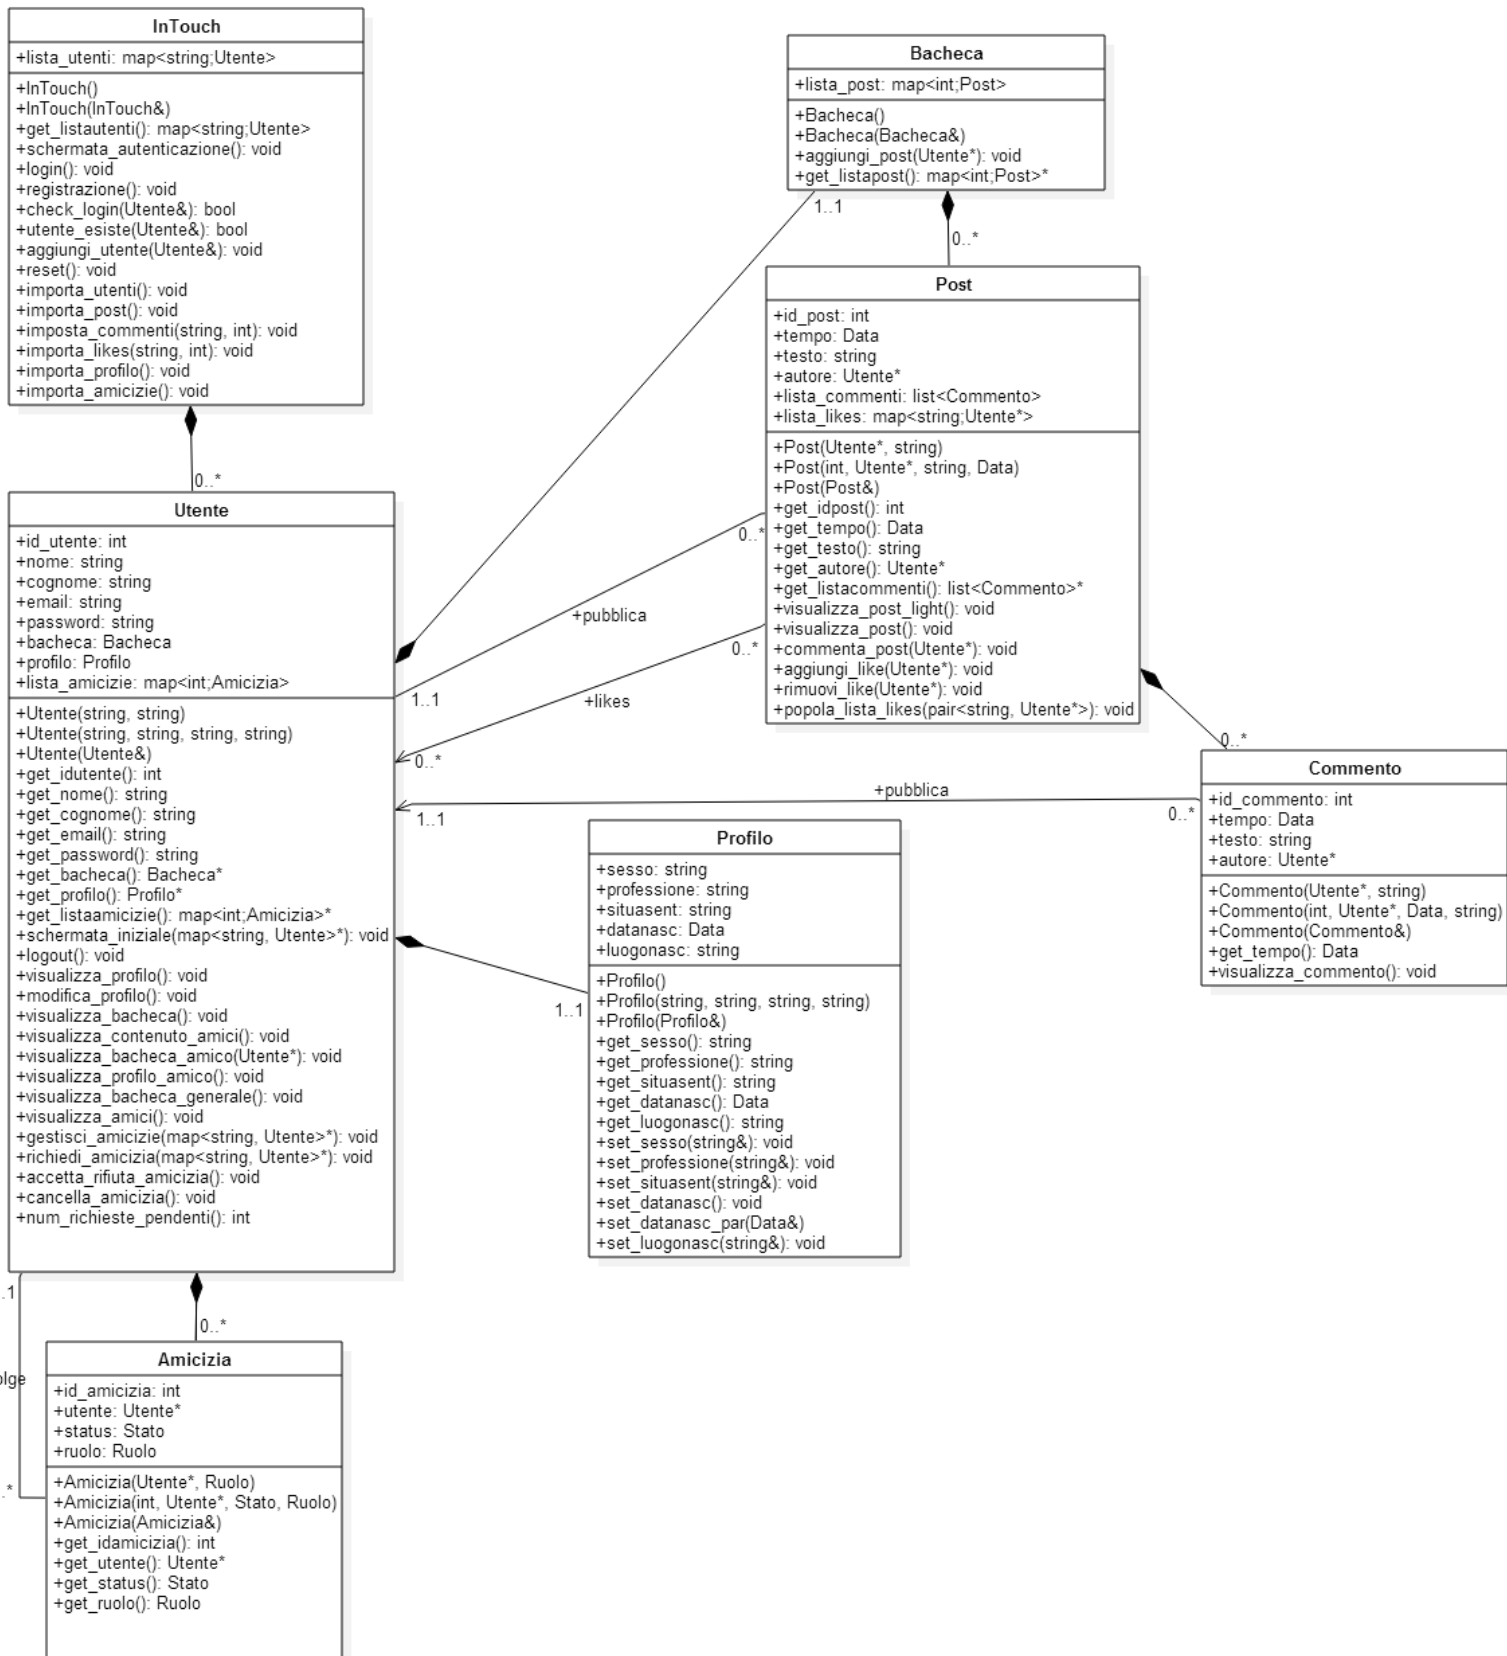 InTouch
+lista_utenti: map<string;Utente>
+InTouch()
+InTouch(InTouch&)
+get_listautenti(): map<string;Utente>
+schermata_autenticazione(): void
+login(): void
+registrazione(): void
+check_login(Utente&): bool
+utente_esiste(Utente&): bool
+aggiungi_utente(Utente&): void
+reset(): void
+importa_utenti(): void
+importa_post(): void
+imposta_commenti(string, int): void
+importa_likes(string, int): void
+importa_profilo(): void
+importa_amicizie(): void
0..*
Bacheca
+lista_post: map<int;Post>
+Bacheca()
+Bacheca(Bacheca&)
+aggiungi_post(Utente*): void
+get_listapost(): map<int;Post>*
1..1
0..*
Post
+id_post: int
+tempo: Data
+testo: string
+autore: Utente*
+lista_commenti: list<Commento>
+lista_likes: map<string;Utente*>
+Post(Utente*, string)
+Post(int, Utente*, string, Data)
+Post(Post&)
+get_idpost(): int
+get_tempo(): Data
+get_testo(): string
+get_autore(): Utente*
+get_listacommenti(): list<Commento>*
+visualizza_post_light(): void
+visualizza_post(): void
+commenta_post(Utente*): void
+aggiungi_like(Utente*): void
+rimuovi_like(Utente*): void
+popola_lista_likes(pair<string, Utente*>): void
0..*
+pubblica
1..1
0..*
+likes
0..*
0..*
+pubblica
1..1
0..*
Utente
+id_utente: int
+nome: string
+cognome: string
+email: string
+password: string
+bacheca: Bacheca
+profilo: Profilo
+lista_amicizie: map<int;Amicizia>
+Utente(string, string)
+Utente(string, string, string, string)
+Utente(Utente&)
+get_idutente(): int
+get_nome(): string
+get_cognome(): string
+get_email(): string
+get_password(): string
+get_bacheca(): Bacheca*
+get_profilo(): Profilo*
+get_listaamicizie(): map<int;Amicizia>*
+schermata_iniziale(map<string, Utente>*): void
+logout(): void
+visualizza_profilo(): void
+modifica_profilo(): void
+visualizza_bacheca(): void
+visualizza_contenuto_amici(): void
+visualizza_bacheca_amico(Utente*): void
+visualizza_profilo_amico(): void
+visualizza_bacheca_generale(): void
+visualizza_amici(): void
+gestisci_amicizie(map<string, Utente>*): void
+richiedi_amicizia(map<string, Utente>*): void
+accetta_rifiuta_amicizia(): void
+cancella_amicizia(): void
+num_richieste_pendenti(): int
Commento
+id_commento: int
+tempo: Data
+testo: string
+autore: Utente*
+Commento(Utente*, string)
+Commento(int, Utente*, Data, string)
+Commento(Commento&)
+get_tempo(): Data
+visualizza_commento(): void
Profilo
+sesso: string
+professione: string
+situasent: string
+datanasc: Data
+luogonasc: string
+Profilo()
+Profilo(string, string, string, string)
+Profilo(Profilo&)
+get_sesso(): string
+get_professione(): string
+get_situasent(): string
+get_datanasc(): Data
+get_luogonasc(): string
+set_sesso(string&): void
+set_professione(string&): void
+set_situasent(string&): void
+set_datanasc(): void
+set_datanasc_par(Data&)
+set_luogonasc(string&): void
1..1
.1
0..*
olge
.*
Amicizia
+id_amicizia: int
+utente: Utente*
+status: Stato
+ruolo: Ruolo
+Amicizia(Utente*, Ruolo)
+Amicizia(int, Utente*, Stato, Ruolo)
+Amicizia(Amicizia&)
+get_idamicizia(): int
+get_utente(): Utente*
+get_status(): Stato
+get_ruolo(): Ruolo